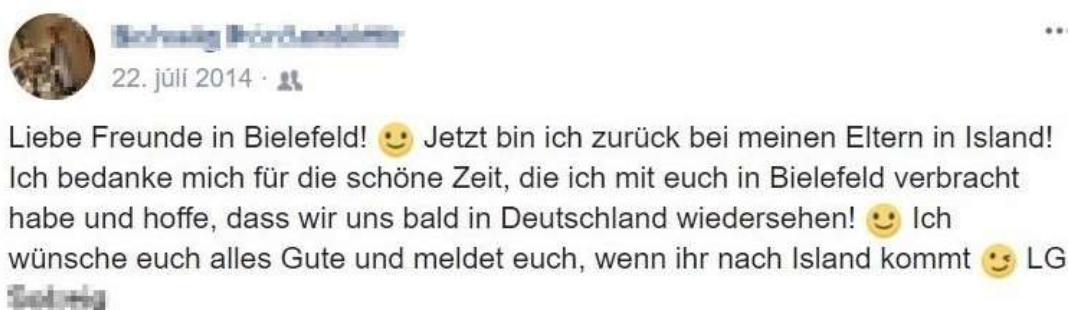 22. júlí 2014 ·
Liebe Freunde in Bielefeld! 🙂 Jetzt bin ich zurück bei meinen Eltern in Island!
Ich bedanke mich für die schöne Zeit, die ich mit euch in Bielefeld verbracht
habe und hoffe, dass wir uns bald in Deutschland wiedersehen! 🙂 Ich
wünsche euch alles Gute und meldet euch, wenn ihr nach Island kommt 😉 LG